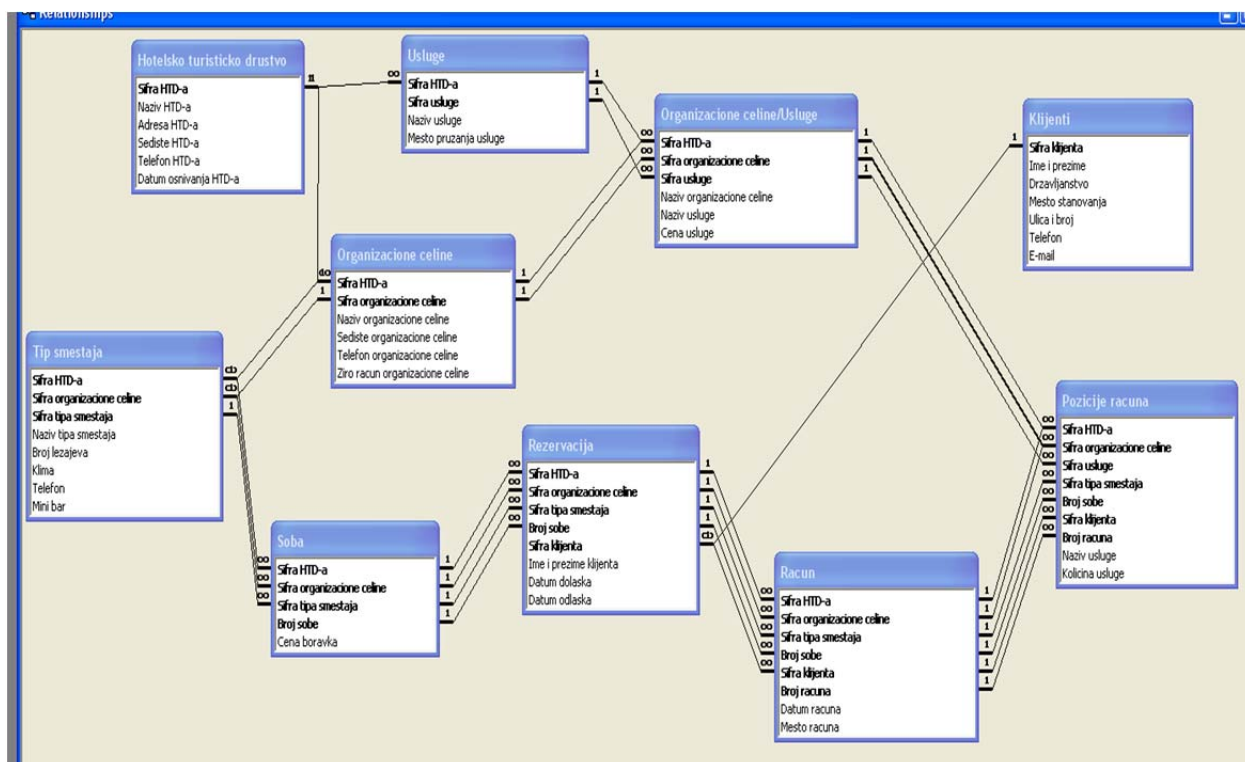 Relationships
Hotelsko turisticko drustvo
Sifra HTD-a
Naziv HTD-a
Adresa HTD-a
Sediste HTD-a
Telefon HTD-a
Datum osnivanja HTD-a
Usluge
Sifra HTD-a
Sifra usluge
Naziv usluge
Mesto pruzanja usluge
Organizacione celine/Usluge
Sifra HTD-a
Sifra organizacione celine
Sifra usluge
Naziv organizacione celine
Naziv usluge
Cena usluge
Klijenti
Sifra klijenta
Ime i prezime
Drzavljanstvo
Mesto stanovanja
Ulica i broj
Telefon
E-mail
Organizacione celine
Sifra HTD-a
Sifra organizacione celine
Naziv organizacione celine
Sediste organizacione celine
Telefon organizacione celine
Ziro racun organizacione celine
Tip smestaja
Sifra HTD-a
Sifra organizacione celine
Sifra tipa smestaja
Naziv tipa smestaja
Broj lezajeva
Klima
Telefon
Mini bar
Soba
Sifra HTD-a
Sifra organizacione celine
Sifra tipa smestaja
Broj sobe
Cena boravka
Rezervacija
Sifra HTD-a
Sifra organizacione celine
Sifra tipa smestaja
Broj sobe
Sifra klijenta
Ime i prezime klijenta
Datum dolaska
Datum odlaska
Racun
Sifra HTD-a
Sifra organizacione celine
Sifra tipa smestaja
Broj sobe
Sifra klijenta
Broj racuna
Datum racuna
Mesto racuna
Pozicije racuna
Sifra HTD-a
Sifra organizacione celine
Sifra usluge
Sifra tipa smestaja
Broj sobe
Sifra klijenta
Broj racuna
Naziv usluge
Kolicina usluge